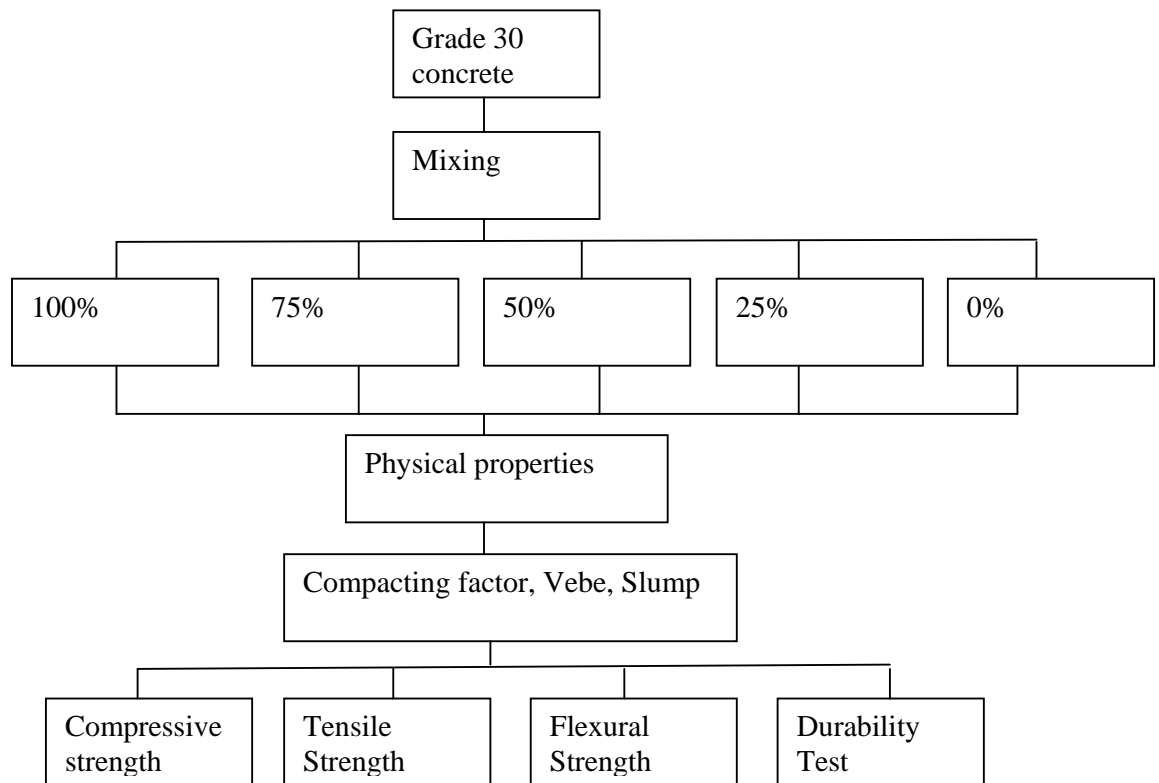 Grade 30
concrete
Mixing
100%
75%
50%
25%
0%
Physical properties
Compacting factor, Vebe, Slump
Compressive
strength
Tensile
Strength
Flexural
Strength
Durability
Test